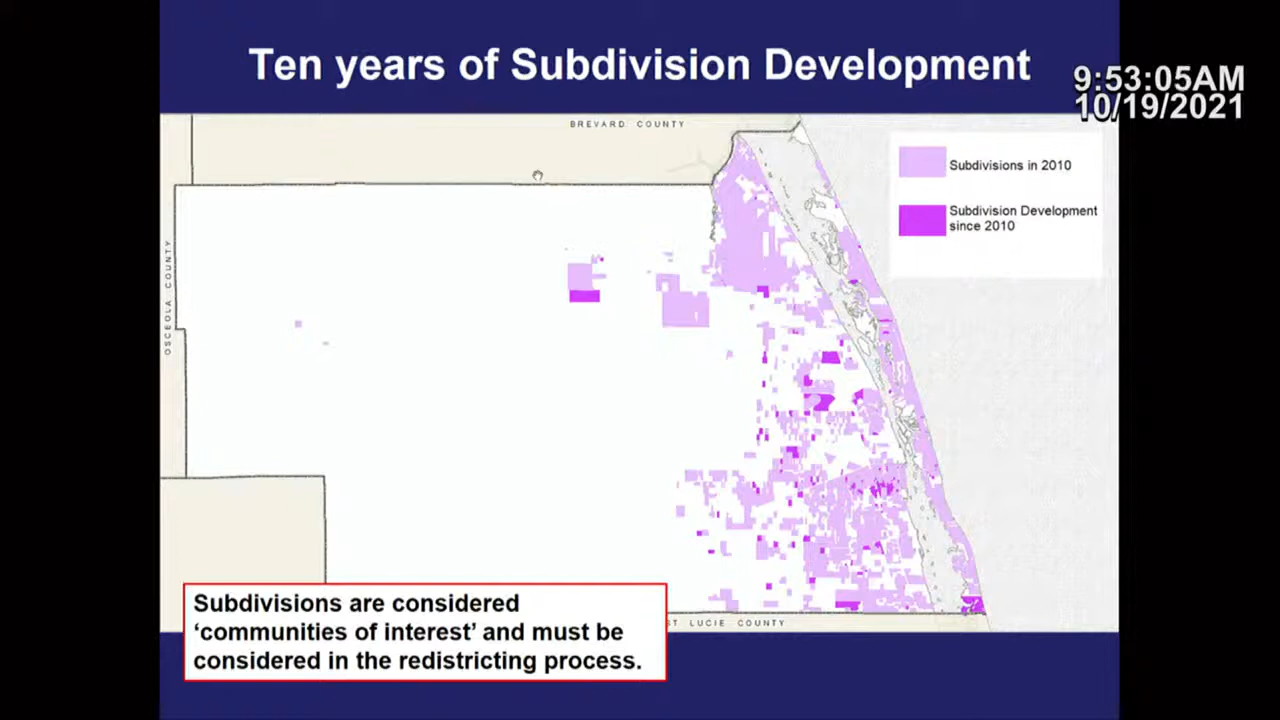 Ten years of Subdivision Development
9:53:05AM
10/19/2021
BREVARD COUNTY
Subdivisions in 2010
Subdivision Development
since 2010
OSCEOLA COUNTY
Subdivisions are considered
‘communities of interest’ and must be
considered in the redistricting process.
ST LUCIE COUNTY